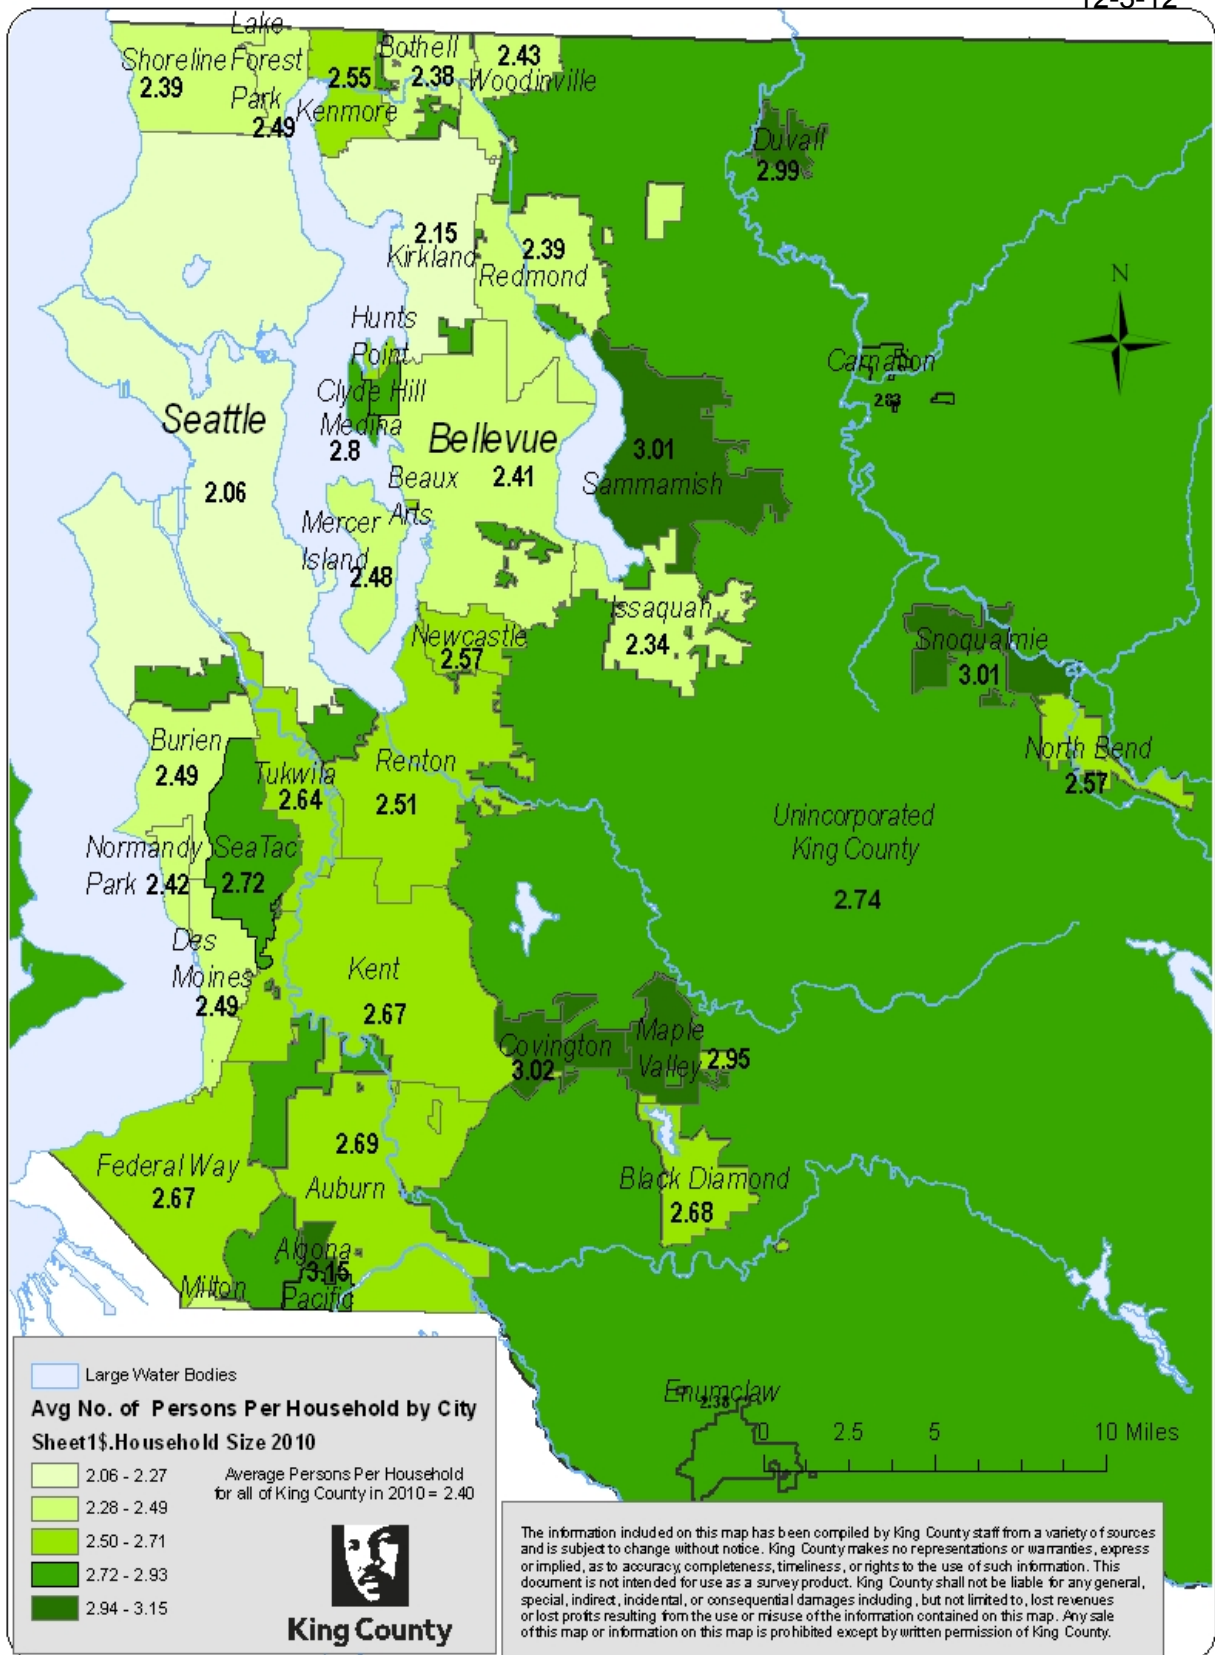 12-3-12
Lake
Shoreline Forest
2.39
Park
2.49
2.55
Kenmore
Bothell
2.38
2.43
Woodinville
Duvall
2.99
2.15
Kirkland
2.39
Redmond
N
Hunts
Point
Clyde Hill
Medina
2.8
Carnation
Seattle
2.06
Bellevue
2.41
Beaux
Arts
3.01
Sammamish
Mercer
Island
2.48
Newcastle
2.57
Issaquah
2.34
Snoqualmie
3.01
North Bend
2.57
Burien
2.49
Tukwila
2.64
Renton
2.51
Unincorporated
King County
2.74
Normandy
Park 2.42
SeaTac
2.72
Des
Moines
2.49
Kent
2.67
Covington
3.02
Maple
Valley
2.95
Federal Way
2.67
2.69
Auburn
Black Diamond
2.68
Algona
3.15
Pacific
Milton
Enumclaw
2.38
0 2.5 5 10 Miles
Large Water Bodies
Avg No. of Persons Per Household by City
Sheet1$.Household Size 2010
2.06 - 2.27
2.28 - 2.49
2.50 - 2.71
2.72 - 2.93
2.94 - 3.15
Average Persons Per Household
for all of King County in 2010 = 2.40
King County
The information included on this map has been compiled by King County staff from a variety of sources
and is subject to change without notice. King County makes no representations or warranties, express
or implied, as to accuracy, completeness, timeliness, or rights to the use of such information. This
document is not intended for use as a survey product. King County shall not be liable for any general,
special, indirect, incidental, or consequential damages including, but not limited to, lost revenues
or lost profits resulting from the use or misuse of the information contained on this map. Any sale
of this map or information on this map is prohibited except by written permission of King County.